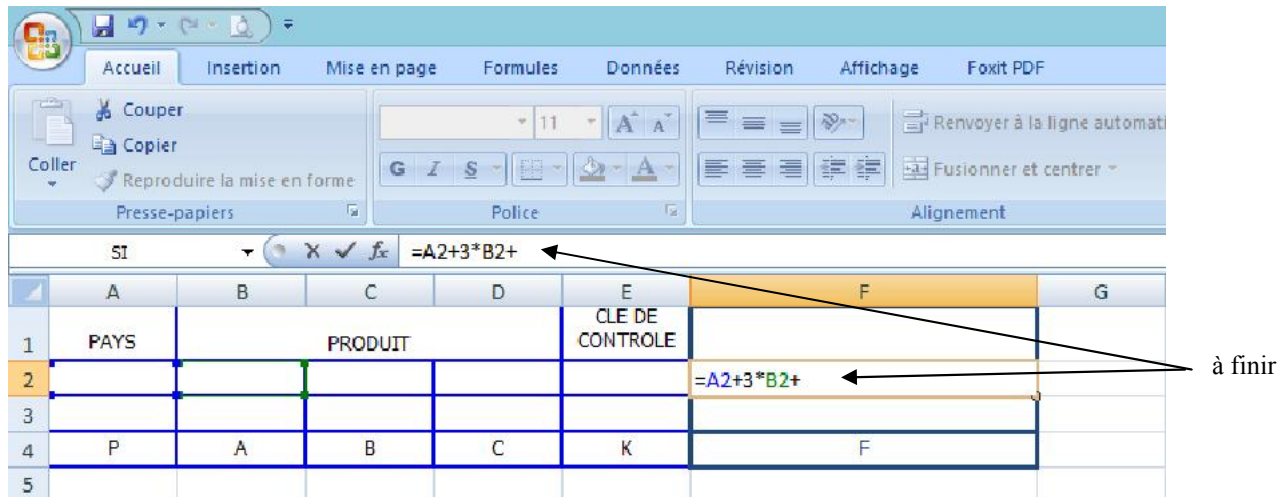 Accueil Insertion Mise en page Formules Données Révision Affichage Foxit PDF
Couper
Copier
Coller
Reproduire la mise en forme
11 A A
G I S A
Renvoyer à la ligne automati
Fusionner et centrer
Presse-papiers Police Alignement
SI fx =A2+3*B2+
A B C D E F G
1 PAYS PRODUIT CLE DE CONTROLE
2 =A2+3*B2+
à finir
3
4 P A B C K F
5